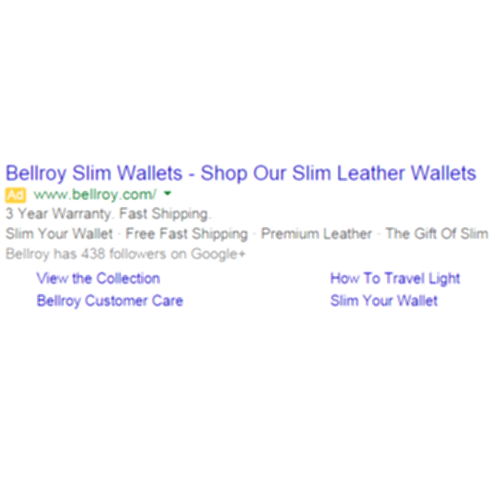 Bellroy Slim Wallets - Shop Our Slim Leather Wallets
Ad www.bellroy.com/
3 Year Warranty. Fast Shipping.
Slim Your Wallet · Free Fast Shipping · Premium Leather · The Gift Of Slim
Bellroy has 438 followers on Google+
View the Collection How To Travel Light
Bellroy Customer Care Slim Your Wallet